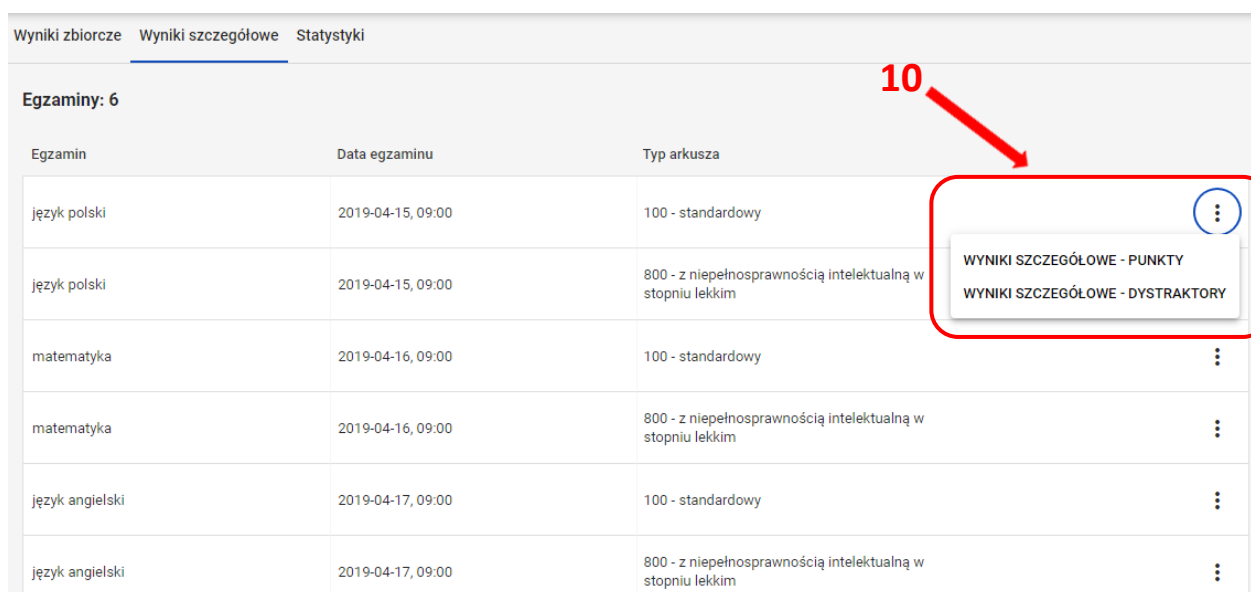 Wyniki zbiorcze Wyniki szczegółowe Statystyki
10
Egzaminy: 6
Egzamin Data egzaminu Typ arkusza
język polski 2019-04-15, 09:00 100 - standardowy
WYNIKI SZCZEGÓŁOWE - PUNKTY
WYNIKI SZCZEGÓŁOWE - DYSTRAKTORY
język polski 2019-04-15, 09:00 800 - z niepełnosprawnością intelektualną w
stopniu lekkim
matematyka 2019-04-16, 09:00 100 - standardowy
matematyka 2019-04-16, 09:00 800 - z niepełnosprawnością intelektualną w
stopniu lekkim
język angielski 2019-04-17, 09:00 100 - standardowy
język angielski 2019-04-17, 09:00 800 - z niepełnosprawnością intelektualną w
stopniu lekkim